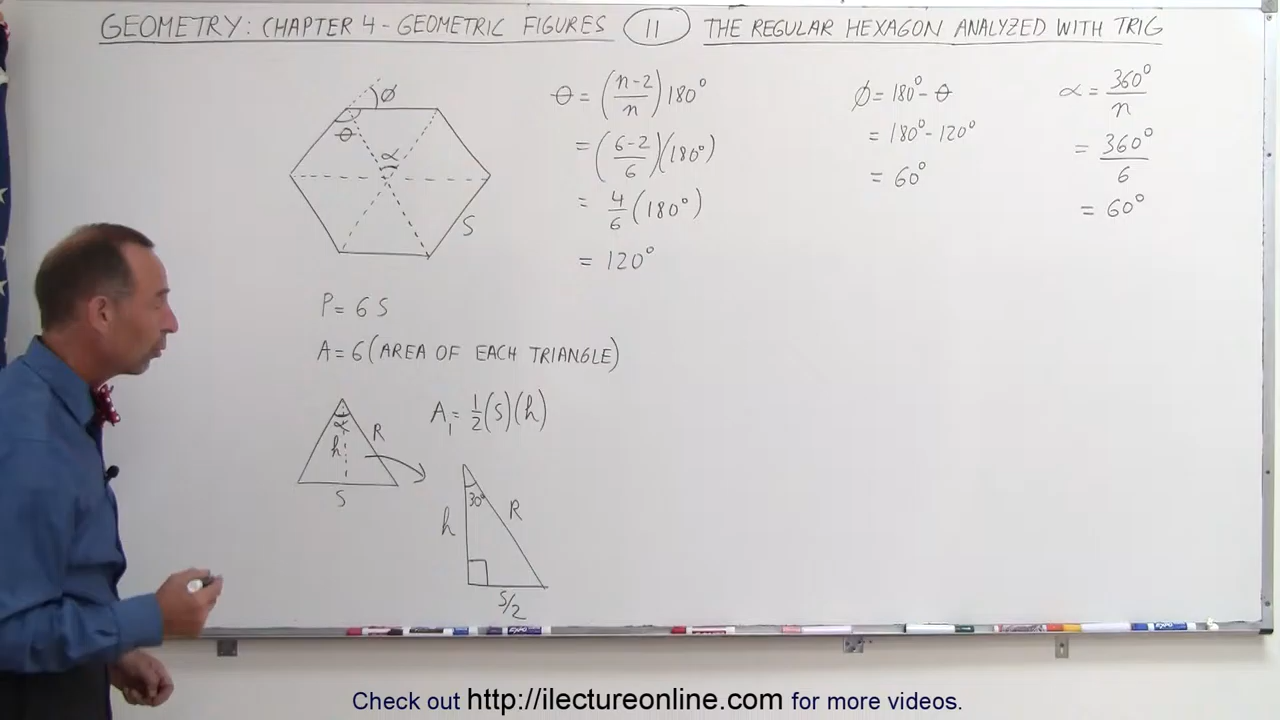 GEOMETRY: CHAPTER 4 - GEOMETRIC FIGURES 11 THE REGULAR HEXAGON ANALYZED WITH TRIG
ϕ
θ
α
S
θ = ((n-2)/n) 180°
= ((6-2)/6)(180°)
= 4/6 (180°)
= 120°
ϕ = 180° - θ
= 180° - 120°
= 60°
α = 360°/n
= 360°/6
= 60°
P = 6 S
A = 6 (AREA OF EACH TRIANGLE)
α
h
R
S
A₁ = 1/2 (S)(h)
30°
h
R
S/2
EXPO
Check out http://ilectureonline.com for more videos.